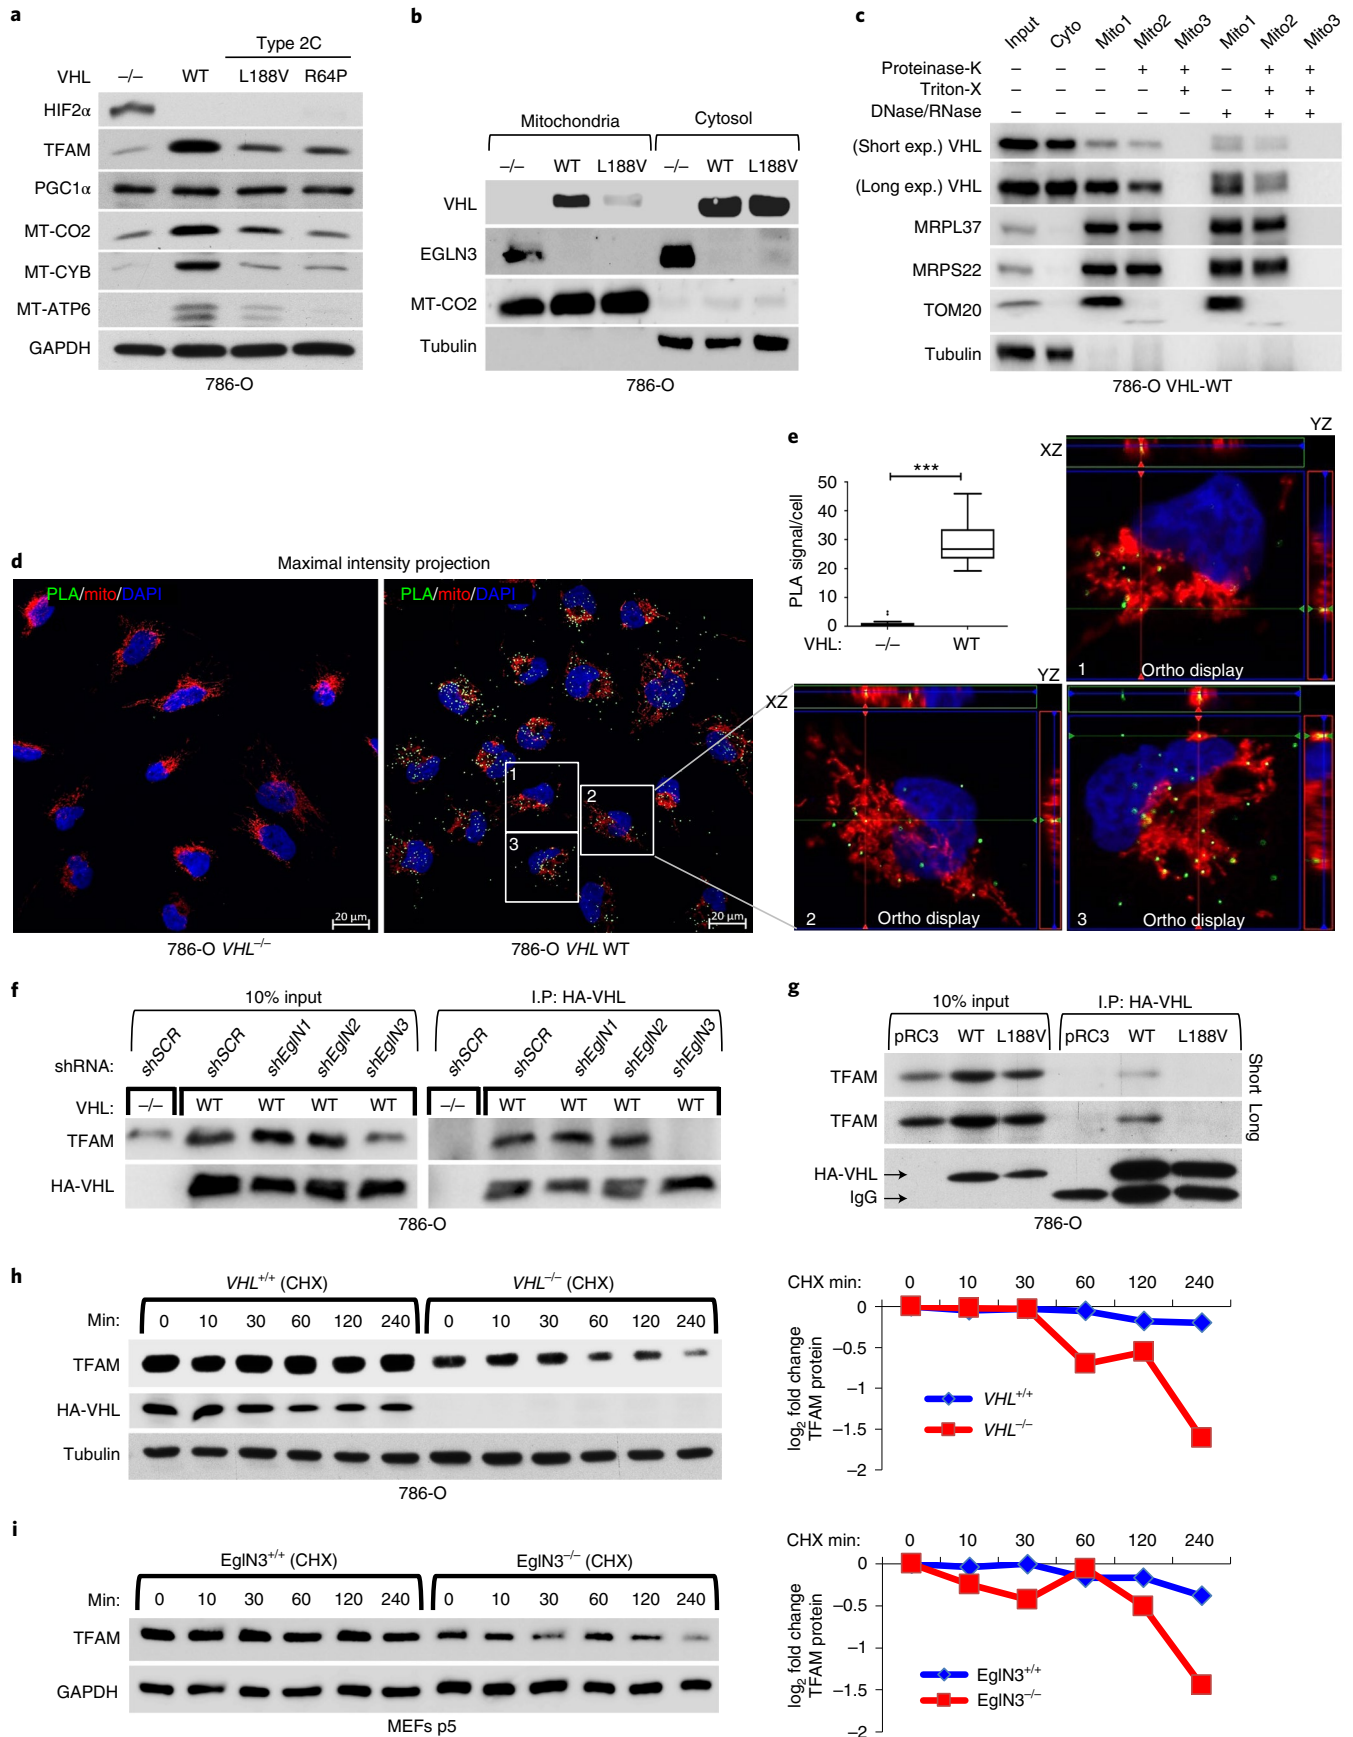 a
Type 2C
VHL –/– WT L188V R64P
HIF2α
TFAM
PGC1α
MT-CO2
MT-CYB
MT-ATP6
GAPDH
786-O
b
Mitochondria Cytosol
–/– WT L188V –/– WT L188V
VHL
EGLN3
MT-CO2
Tubulin
786-O
c
Input Cyto Mito1 Mito2 Mito3 Mito1 Mito2 Mito3
Proteinase-K – – – + + – + +
Triton-X – – – – + – + +
DNase/RNase – – – – – + + +
(Short exp.) VHL
(Long exp.) VHL
MRPL37
MRPS22
TOM20
Tubulin
786-O VHL-WT
d
Maximal intensity projection
PLA/mito/DAPI
20 µm
786-O VHL–/–
PLA/mito/DAPI
1
2
3
20 µm
786-O VHL WT
e
***
PLA signal/cell
50
40
30
20
10
0
VHL: –/– WT
XZ
YZ
1 Ortho display
XZ
YZ
2 Ortho display
3 Ortho display
f
10% input I.P: HA-VHL
shRNA: shSCR shSCR shEglN1 shEglN2 shEglN3 shSCR shSCR shEglN1 shEglN2 shEglN3
VHL: –/– WT WT WT WT –/– WT WT WT WT
TFAM
HA-VHL
786-O
g
10% input I.P: HA-VHL
pRC3 WT L188V pRC3 WT L188V
TFAM Short
TFAM Long
HA-VHL
IgG
786-O
h
VHL+/+ (CHX) VHL–/– (CHX)
Min: 0 10 30 60 120 240 0 10 30 60 120 240
TFAM
HA-VHL
Tubulin
786-O
CHX min: 0 10 30 60 120 240
log2 fold change
TFAM protein
0
–0.5
–1
–1.5
–2
VHL+/+
VHL–/–
i
EglN3+/+ (CHX) EglN3–/– (CHX)
Min: 0 10 30 60 120 240 0 10 30 60 120 240
TFAM
GAPDH
MEFs p5
CHX min: 0 10 30 60 120 240
log2 fold change
TFAM protein
0
–0.5
–1
–1.5
–2
EglN3+/+
EglN3–/–